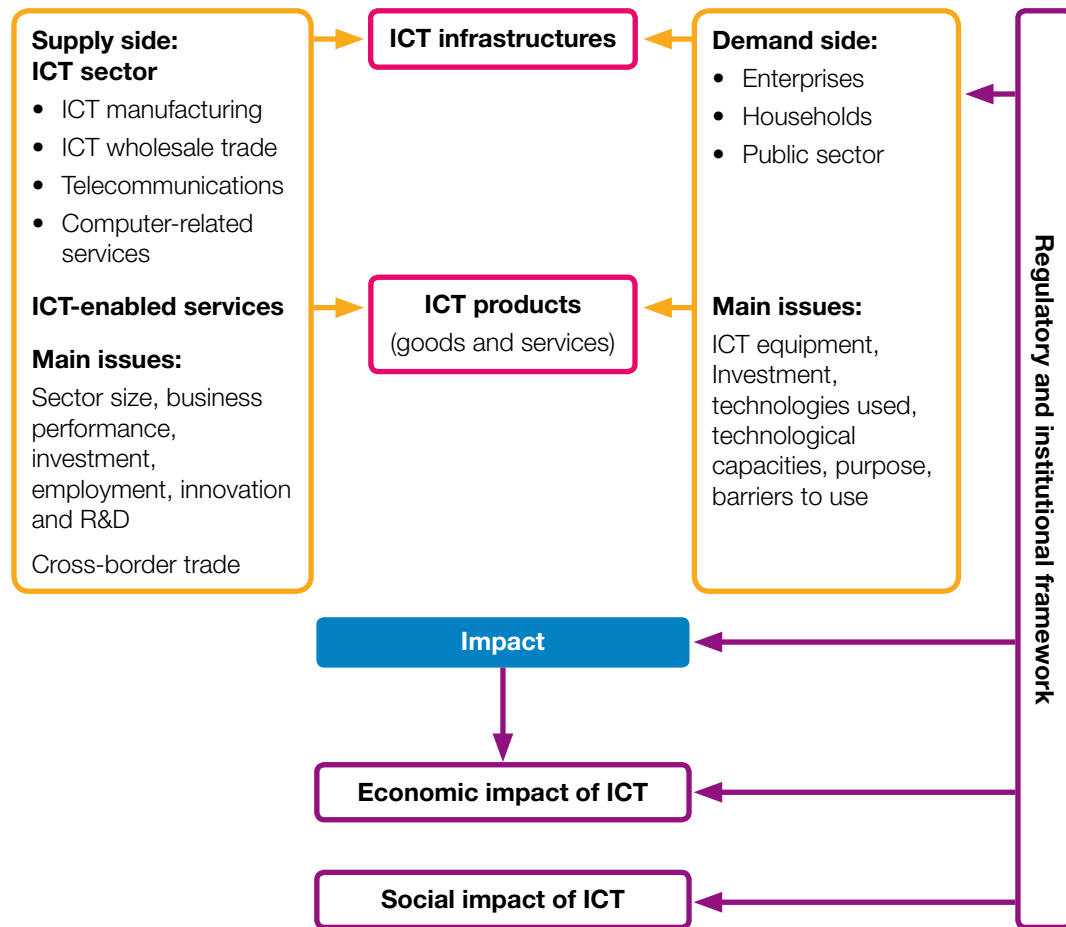 Supply side:
ICT sector
• ICT manufacturing
• ICT wholesale trade
• Telecommunications
• Computer-related
services
ICT-enabled services
Main issues:
Sector size, business
performance,
investment,
employment, innovation
and R&D
Cross-border trade
ICT infrastructures
ICT products
(goods and services)
Demand side:
• Enterprises
• Households
• Public sector
Main issues:
ICT equipment,
Investment,
technologies used,
technological
capacities, purpose,
barriers to use
Regulatory and institutional framework
Impact
Economic impact of ICT
Social impact of ICT